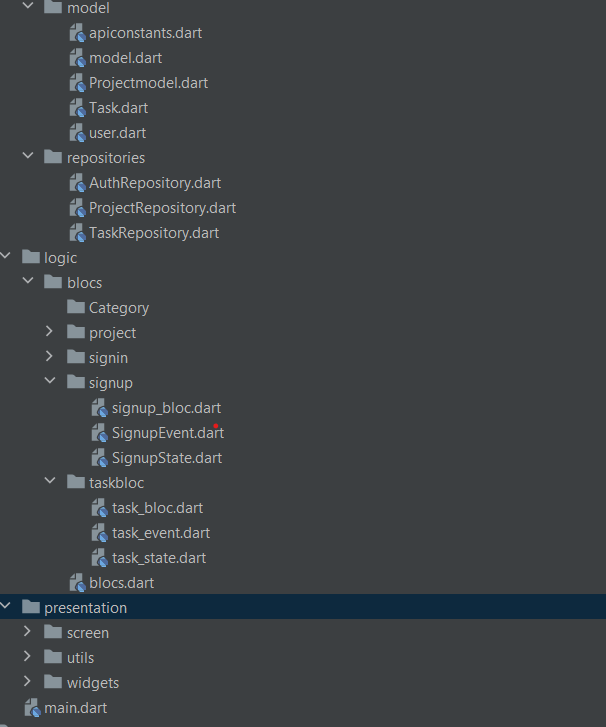 model
apiconstants.dart
model.dart
Projectmodel.dart
Task.dart
user.dart
repositories
AuthRepository.dart
ProjectRepository.dart
TaskRepository.dart
logic
blocs
Category
project
signin
signup
signup_bloc.dart
SignupEvent.dart
SignupState.dart
taskbloc
task_bloc.dart
task_event.dart
task_state.dart
blocs.dart
presentation
screen
utils
widgets
main.dart